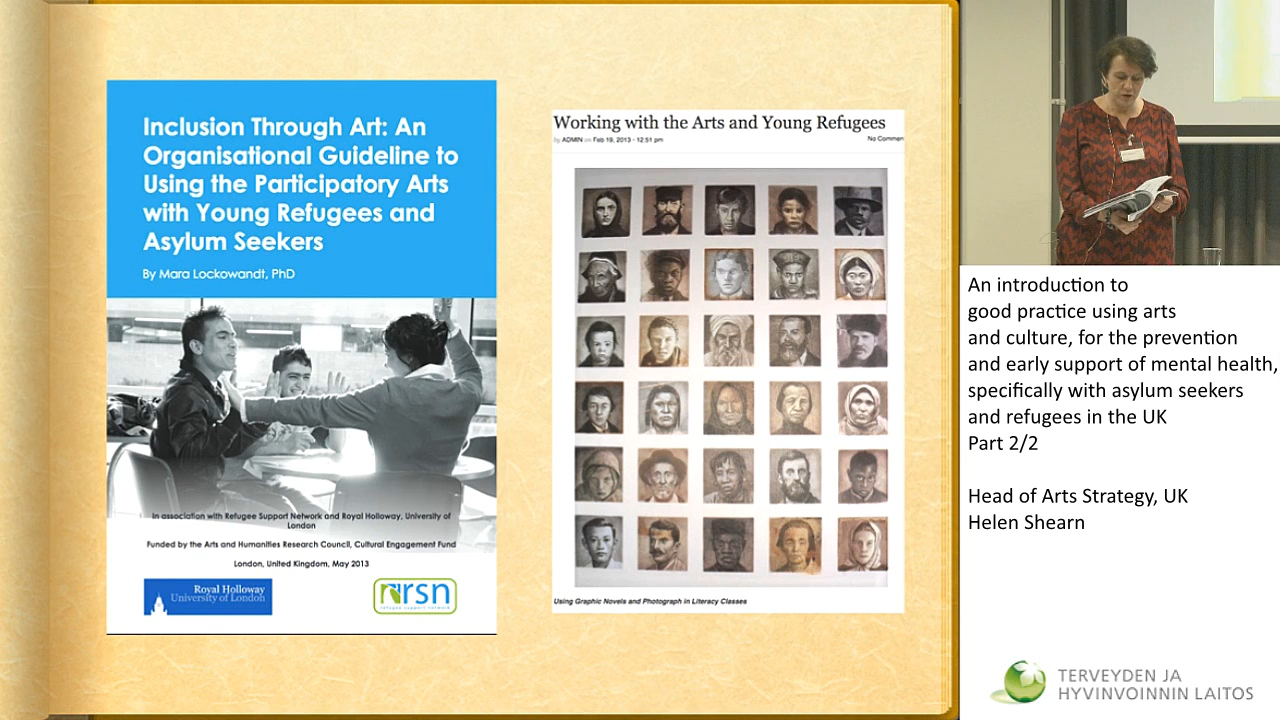 Inclusion Through Art: An
Organisational Guideline to
Using the Participatory Arts
with Young Refugees and
Asylum Seekers
By Mara Lockowandt, PhD
In association with Refugee Support Network and Royal Holloway, University of
London
Funded by the Arts and Humanities Research Council, Cultural Engagement Fund
London, United Kingdom, May 2013
Royal Holloway
University of London
rsn
refugee support network
Working with the Arts and Young Refugees
by ADMIN on Feb 19, 2013 • 12:51 pm
No Commen
Using Graphic Novels and Photograph in Literacy Classes
An introduction to
good practice using arts
and culture, for the prevention
and early support of mental health,
specifically with asylum seekers
and refugees in the UK
Part 2/2
Head of Arts Strategy, UK
Helen Shearn
TERVEYDEN JA
HYVINVOINNIN LAITOS